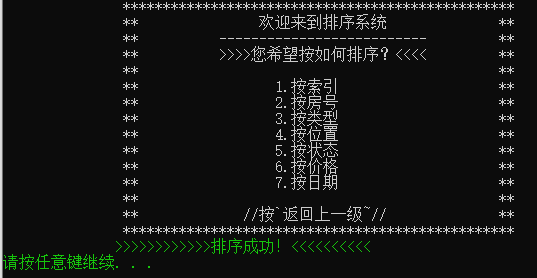 ************************************************
** 欢迎来到排序系统 **
** -------------------------- **
** >>>>您希望按如何排序？<<<< **
** **
** 1.按索引 **
** 2.按房号 **
** 3.按类型 **
** 4.按位置 **
** 5.按状态 **
** 6.按价格 **
** 7.按日期 **
** **
** //按`返回上一级~// **
************************************************
>>>>>>>>>>>>排序成功！<<<<<<<<<<
请按任意键继续. . .